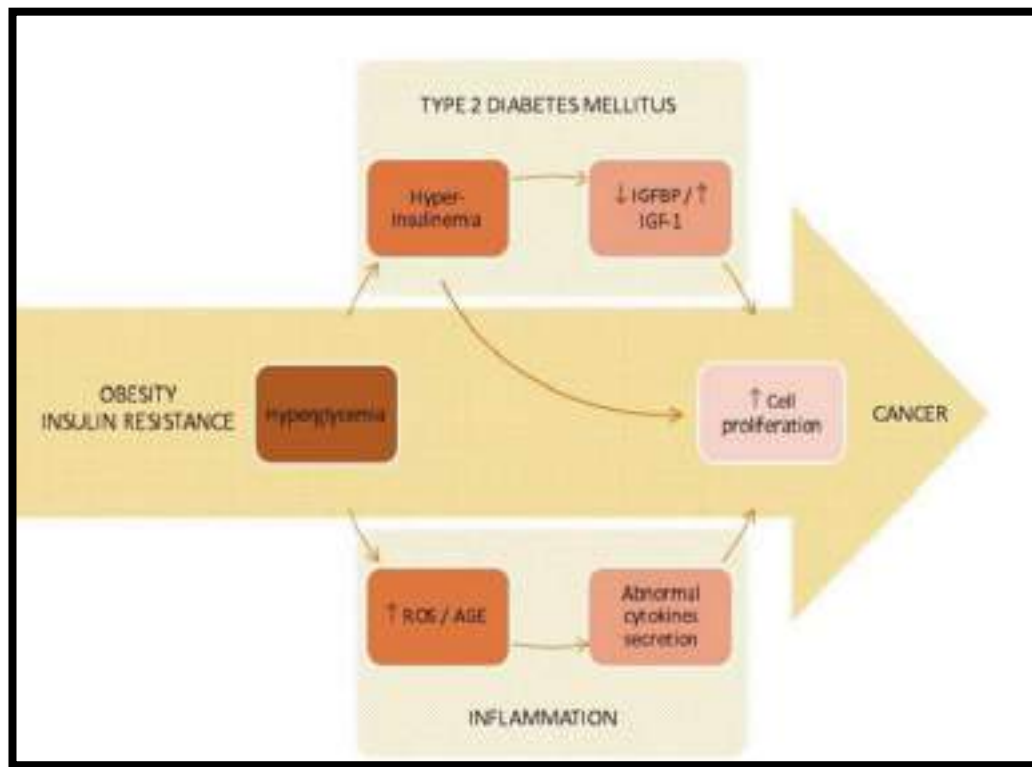 TYPE 2 DIABETES MELLITUS
Hyper-
Insulinemia
↓ IGFBP / ↑
IGF-1
OBESITY
INSULIN RESISTANCE
Hyperglycemia
↑ Cell
proliferation
CANCER
↑ ROS / AGE
Abnormal
cytokines
secretion
INFLAMMATION